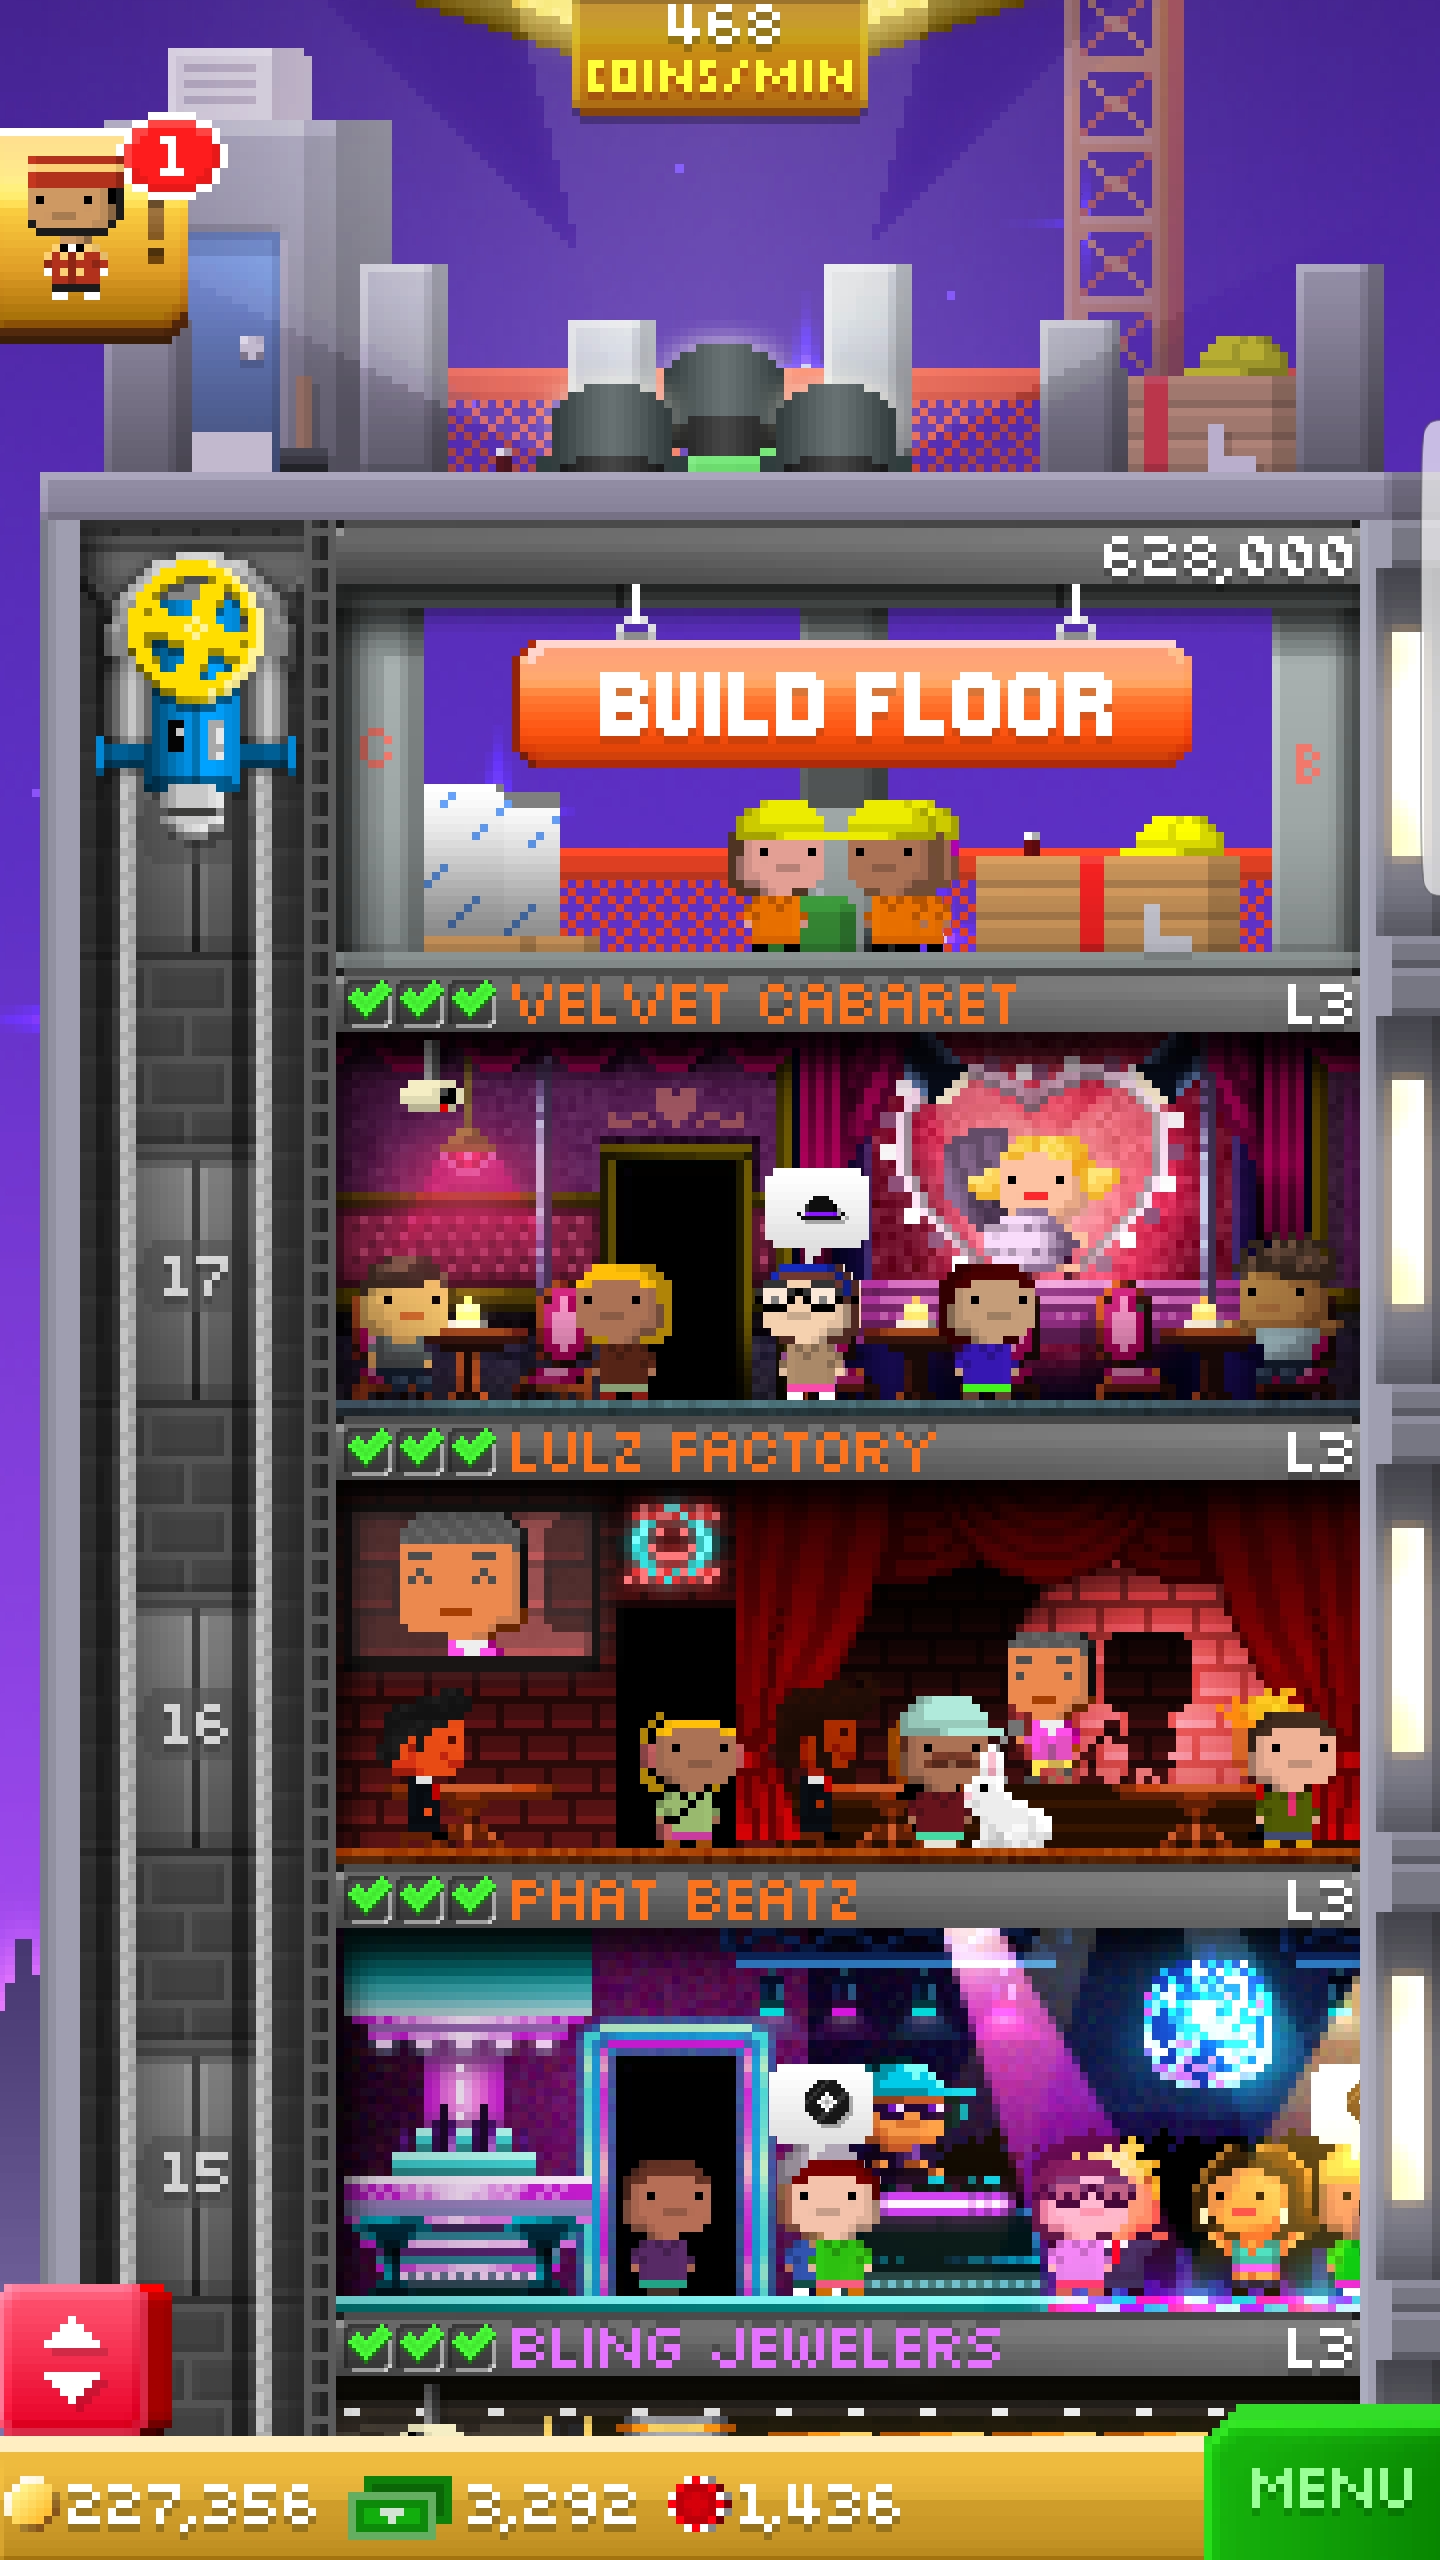 468
COINS/MIN
1
!
628,000
BUILD FLOOR
C
B
VELVET CABARET L3
17
LULZ FACTORY L3
16
PHAT BEATZ L3
15
BLING JEWELERS L3
227,356 3,292 1,436
MENU